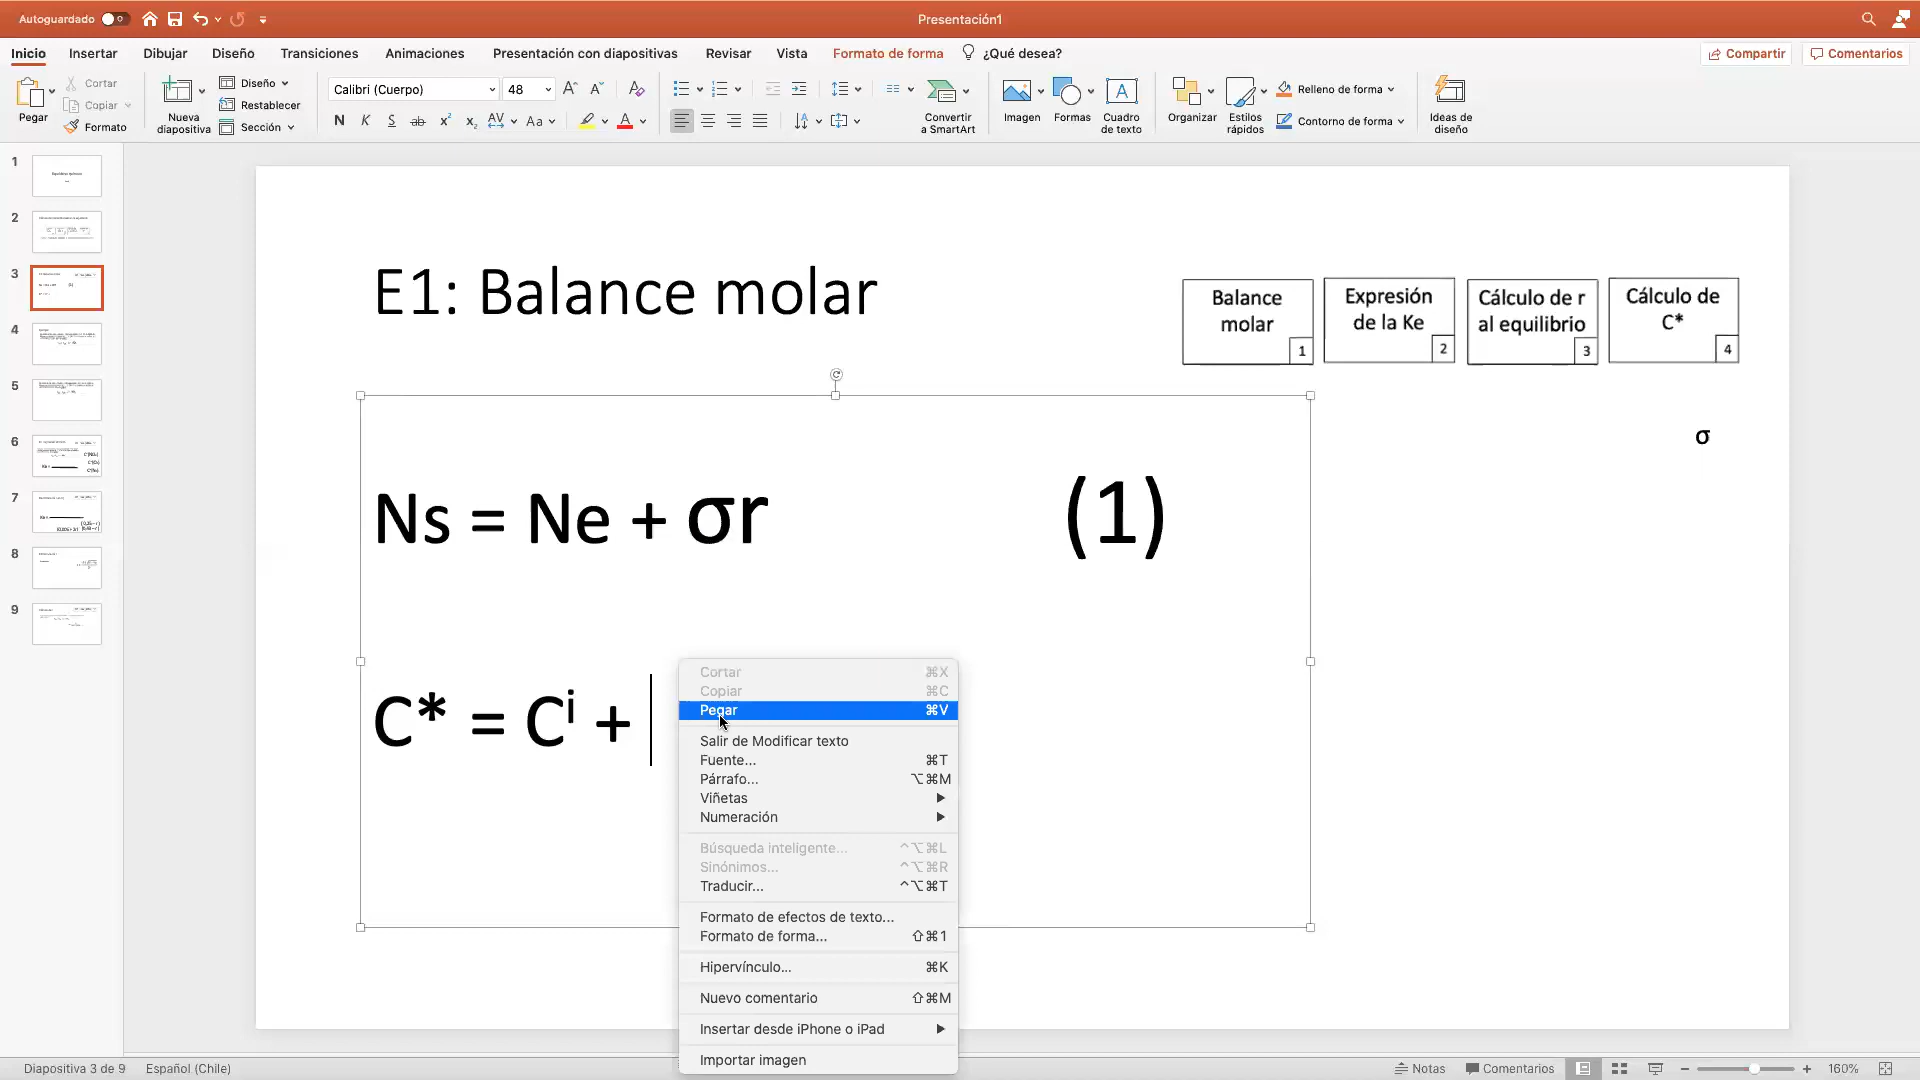 Autoguardado
Presentación1
Inicio Insertar Dibujar Diseño Transiciones Animaciones Presentación con diapositivas Revisar Vista Formato de forma ¿Qué desea? Compartir Comentarios
Pegar
Cortar
Copiar
Formato
Nueva diapositiva
Diseño
Restablecer
Sección
Calibri (Cuerpo) 48
N K S ab x² x₂ AV Aa A
Convertir a SmartArt
Imagen
Formas
Cuadro de texto
Organizar
Estilos rápidos
Relleno de forma
Contorno de forma
Ideas de diseño
1
2
3
4
5
6
7
8
9
E1: Balance molar
Balance molar 1
Expresión de la Ke 2
Cálculo de r al equilibrio 3
Cálculo de C* 4
σ
Ns = Ne + σr (1)
C* = Cⁱ +
Cortar ⌘X
Copiar ⌘C
Pegar ⌘V
Salir de Modificar texto
Fuente... ⌘T
Párrafo... ⌥⌘M
Viñetas
Numeración
Búsqueda inteligente... ^⌥⌘L
Sinónimos... ^⌥⌘R
Traducir... ^⌥⌘T
Formato de efectos de texto...
Formato de forma... ⇧⌘1
Hipervínculo... ⌘K
Nuevo comentario ⇧⌘M
Insertar desde iPhone o iPad
Importar imagen
Diapositiva 3 de 9 Español (Chile) Notas Comentarios 160%